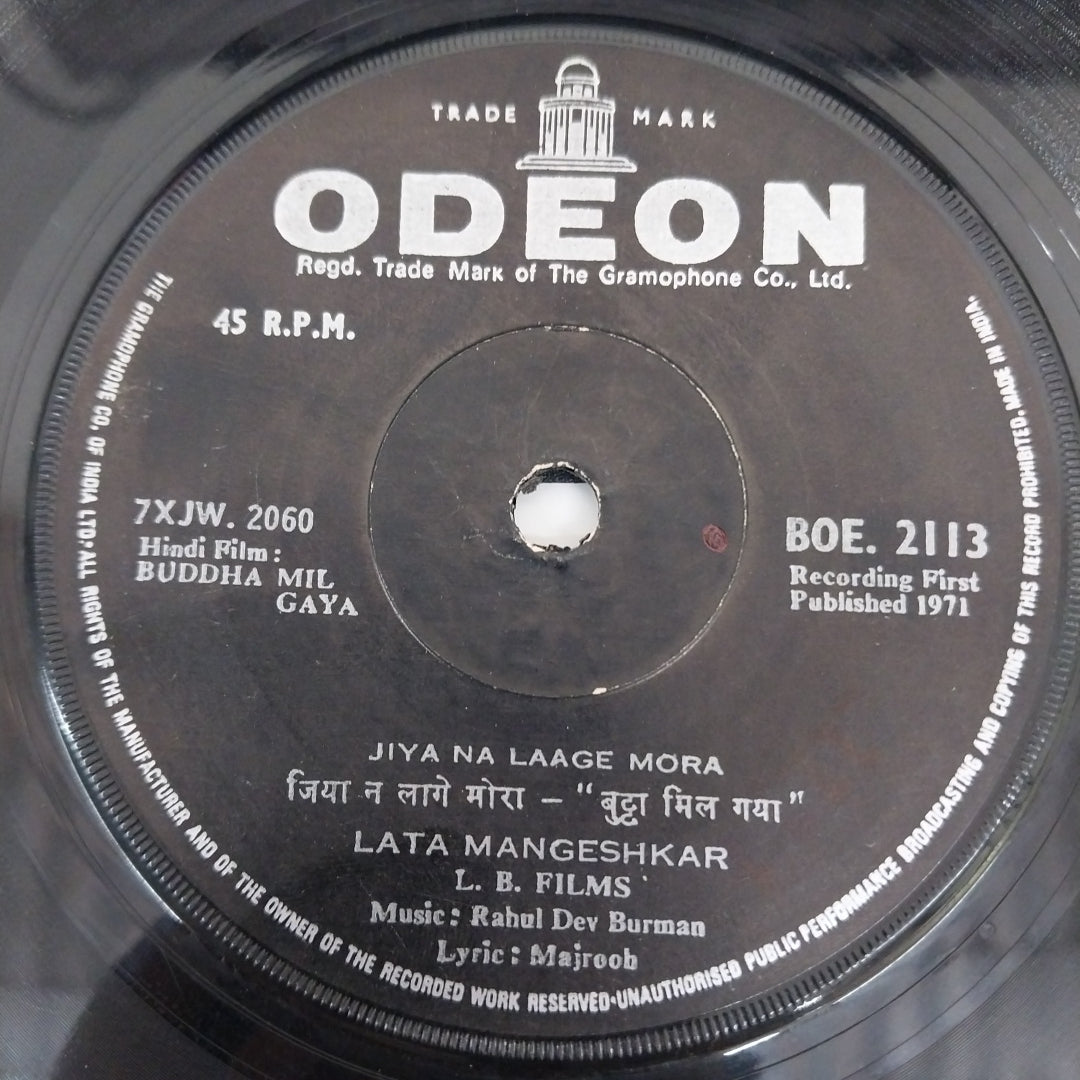 TRADE MARK
ODEON
Regd. Trade Mark of The Gramophone Co., Ltd.
45 R.P.M.
7XJW. 2060
Hindi Film:
BUDDHA MIL
GAYA
BOE. 2113
Recording First
Published 1971
JIYA NA LAAGE MORA
जिया न लागे मोरा - "बुड्ढा मिल गया"
LATA MANGESHKAR
L. B. FILMS
Music: Rahul Dev Burman
Lyric: Majrooh
THE GRAMOPHONE CO. OF INDIA LTD·ALL RIGHTS OF THE MANUFACTURER AND OF THE OWNER OF THE RECORDED WORK RESERVED·UNAUTHORISED PUBLIC PERFORMANCE BROADCASTING AND COPYING OF THIS RECORD PROHIBITED. MADE IN INDIA.